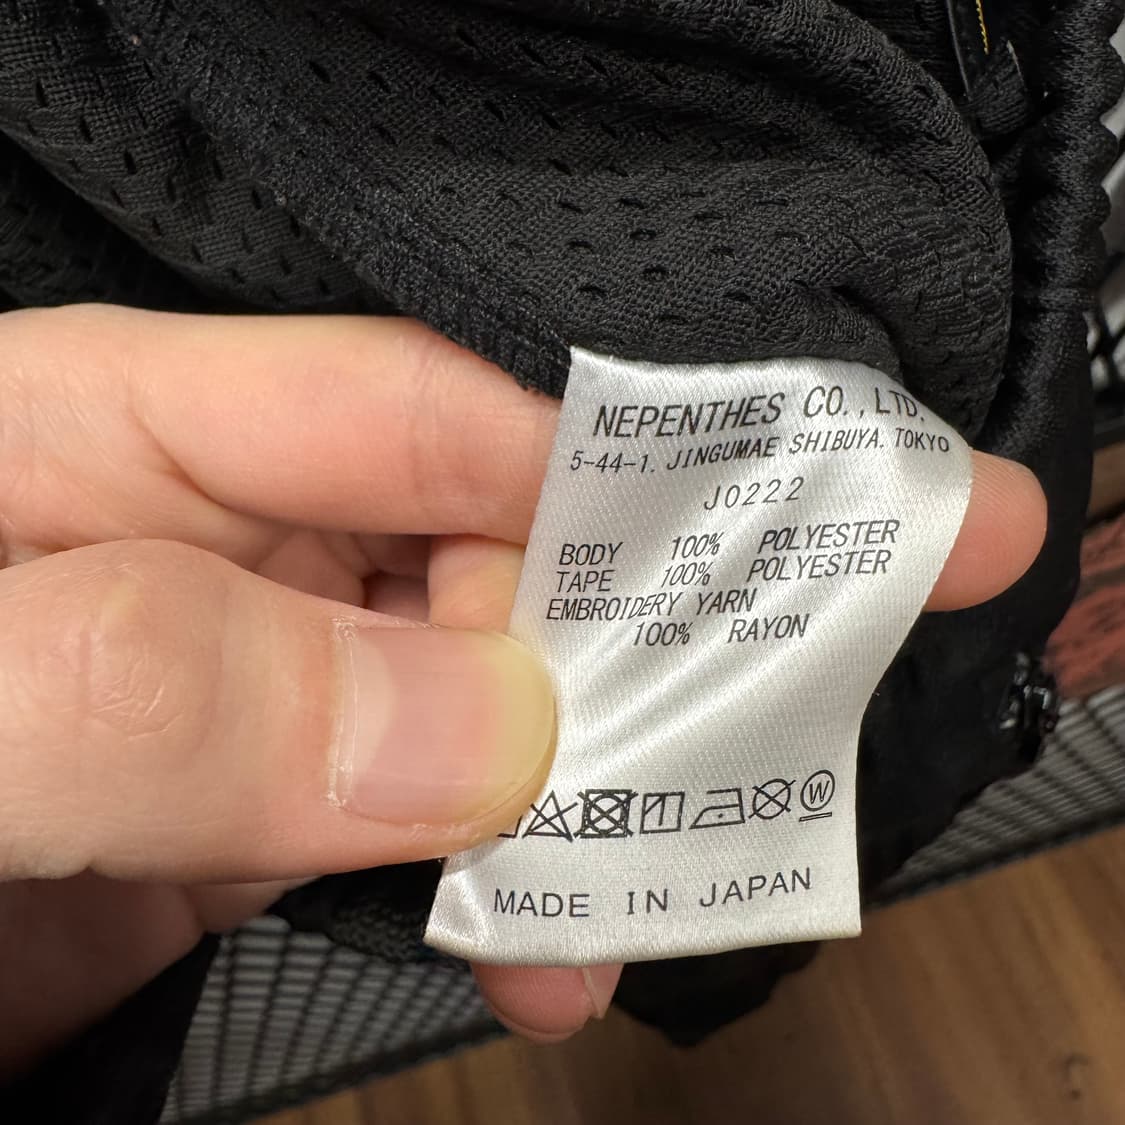 NEPENTHES CO.,LTD.
5-44-1. JINGUMAE SHIBUYA. TOKYO
J0222
BODY 100% POLYESTER
TAPE 100% POLYESTER
EMBROIDERY YARN
100% RAYON
W
MADE IN JAPAN